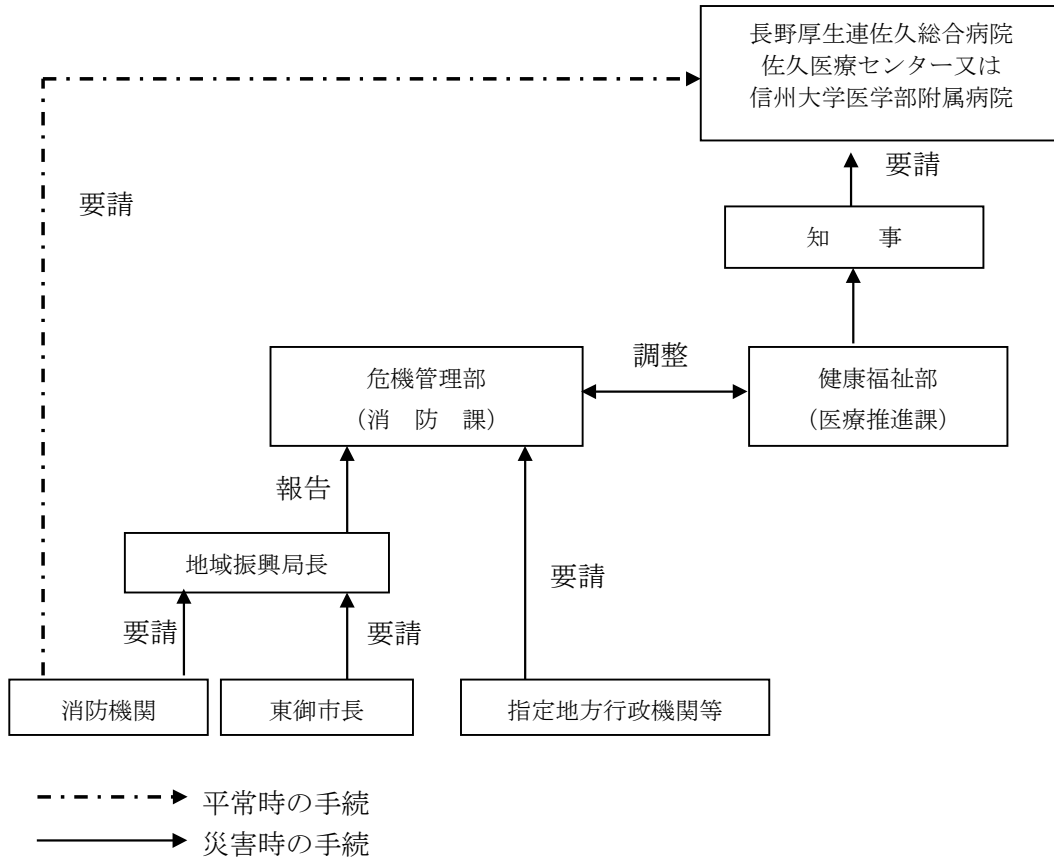 長野厚生連佐久総合病院
佐久医療センター又は
信州大学医学部附属病院
要請
要請
知　　事
調整
危機管理部
（消　防　課）
健康福祉部
（医療推進課）
報告
地域振興局長
要請
要請
要請
消防機関
東御市長
指定地方行政機関等
平常時の手続
災害時の手続